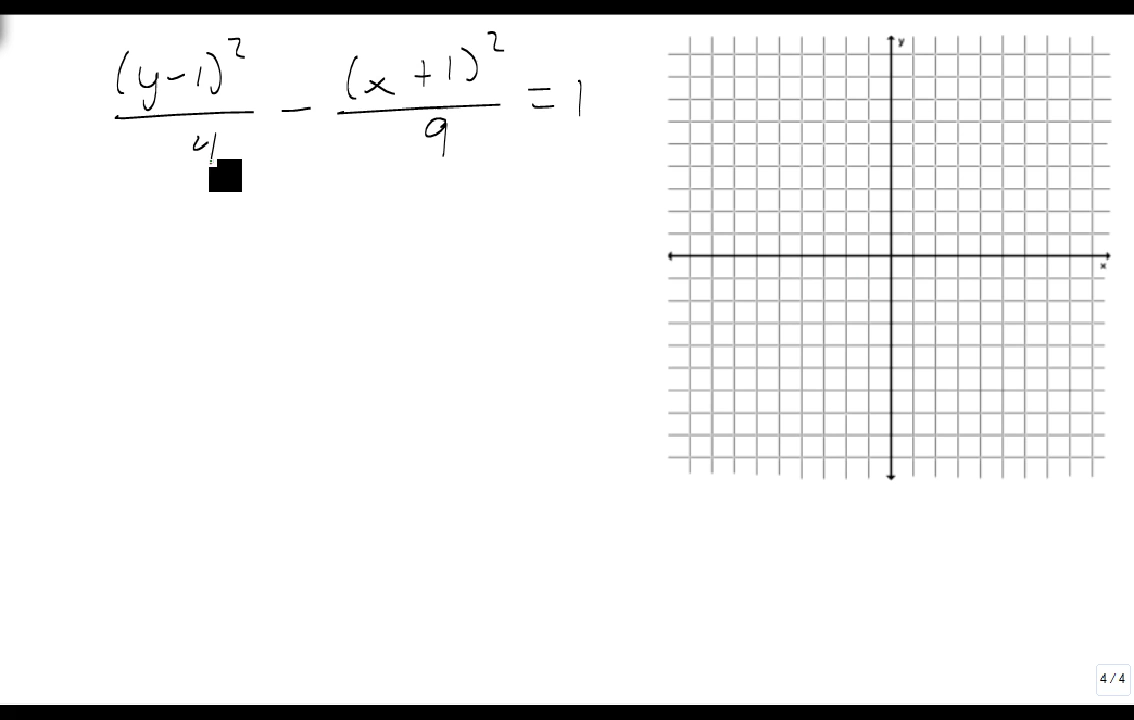 (y-1)² / 4 - (x+1)² / 9 = 1
y
x
4 / 4